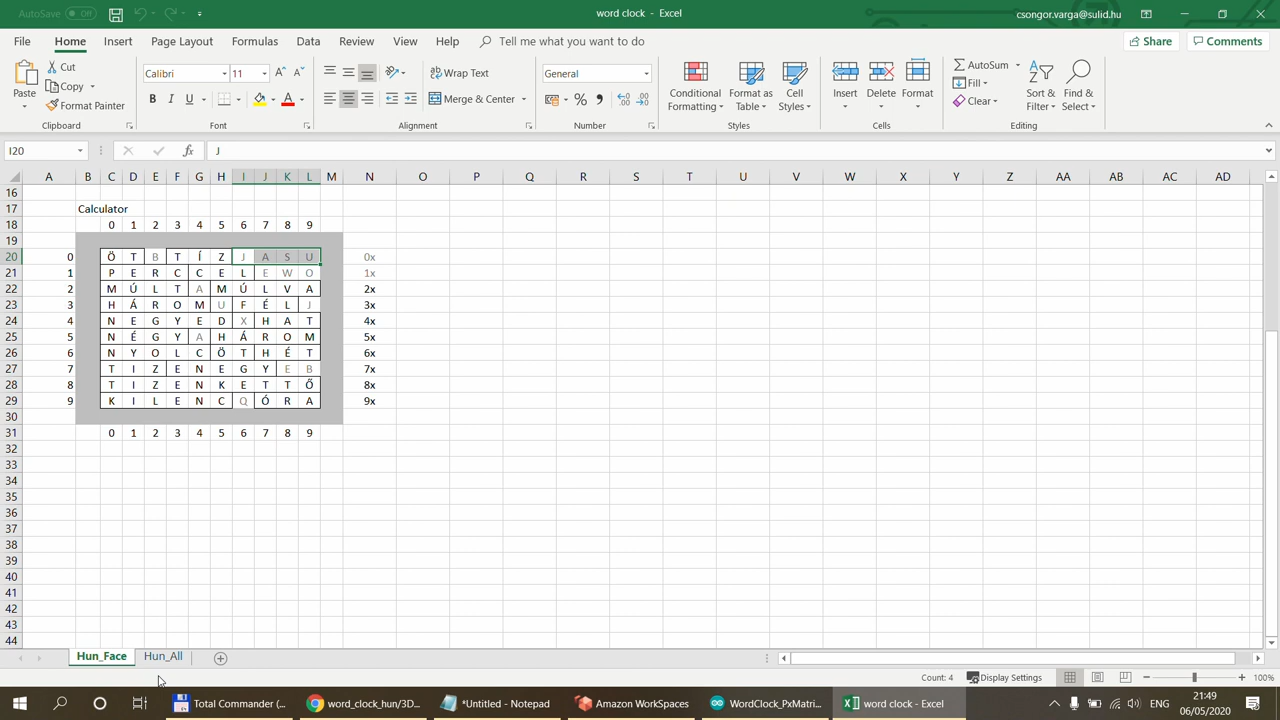 AutoSave Off word clock - Excel csongor.varga@sulid.hu
File Home Insert Page Layout Formulas Data Review View Help Tell me what you want to do Share Comments
Paste Cut Copy Format Painter
Calibri 11
B I U
Wrap Text
Merge & Center
General
Conditional Formatting Format as Table Cell Styles
Insert Delete Format
AutoSum Fill Clear
Sort & Filter Find & Select
Clipboard Font Alignment Number Styles Cells Editing
I20 fx J
A B C D E F G H I J K L M N O P Q R S T U V W X Y Z AA AB AC AD
16
17 Calculator
18 0 1 2 3 4 5 6 7 8 9
19
20 0 Ö T B T Í Z J A S U 0x
21 1 P E R C C E L E W O 1x
22 2 M Ú L T A M Ú L V A 2x
23 3 H Á R O M U F É L J 3x
24 4 N E G Y E D X H A T 4x
25 5 N É G Y A H Á R O M 5x
26 6 N Y O L C Ö T H É T 6x
27 7 T I Z E N E G Y E B 7x
28 8 T I Z E N K E T T Ő 8x
29 9 K I L E N C Q Ó R A 9x
30
31 0 1 2 3 4 5 6 7 8 9
32
33
34
35
36
37
38
39
40
41
42
43
44
Hun_Face Hun_All
Count: 4 Display Settings 100%
Total Commander (... word_clock_hun/3D... *Untitled - Notepad Amazon WorkSpaces WordClock_PxMatri... word clock - Excel ENG 21:49
06/05/2020